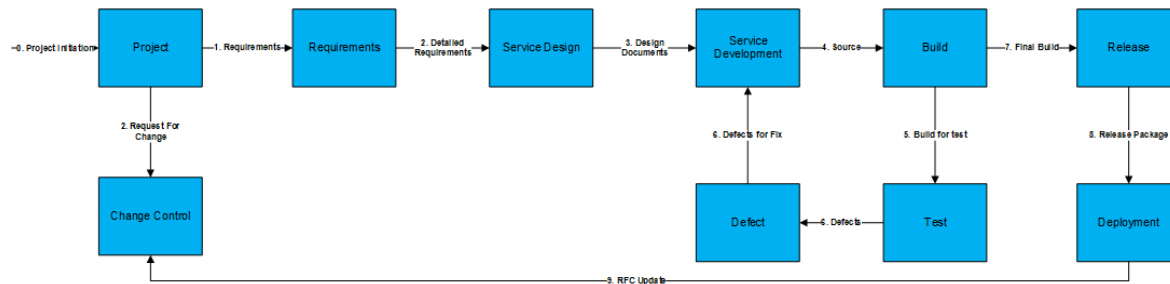 0. Project Initiation
Project
1. Requirements
Requirements
2. Detailed
Requirements
Service Design
3. Design
Documents
Service
Development
4. Source
Build
7. Final Build
Release
2. Request For
Change
6. Defects for Fix
5. Build for test
8. Release Package
Change Control
Defect
6. Defects
Test
Deployment
9. RFC Update